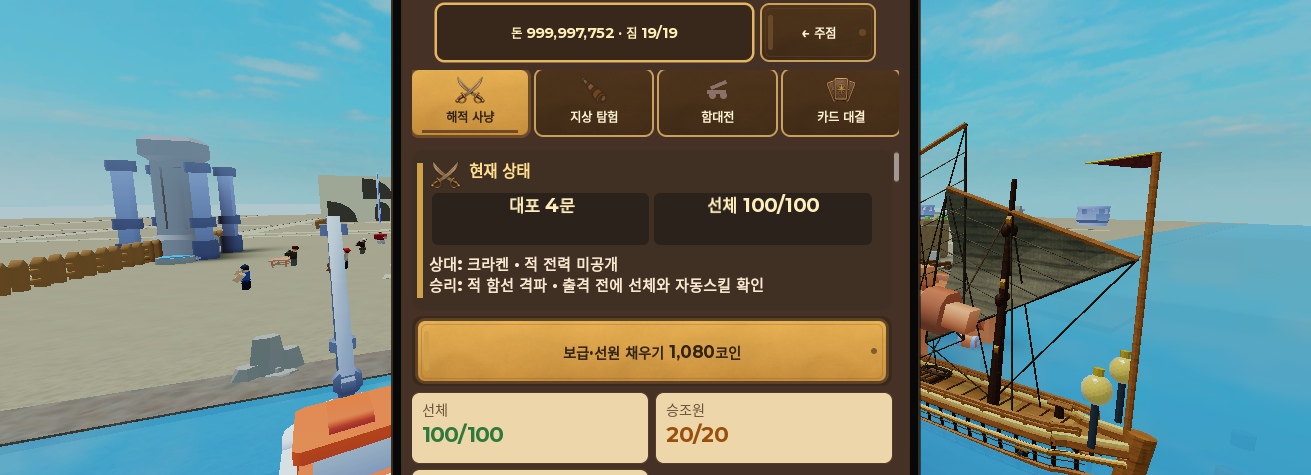 돈 999,997,752 · 짐 19/19
← 주점
해적 사냥
지상 탐험
함대전
카드 대결
현재 상태
대포 4문
선체 100/100
상대: 크라켄 • 적 전력 미공개
승리: 적 함선 격파 • 출격 전에 선체와 자동스킬 확인
보급·선원 채우기 1,080코인
선체
100/100
승조원
20/20